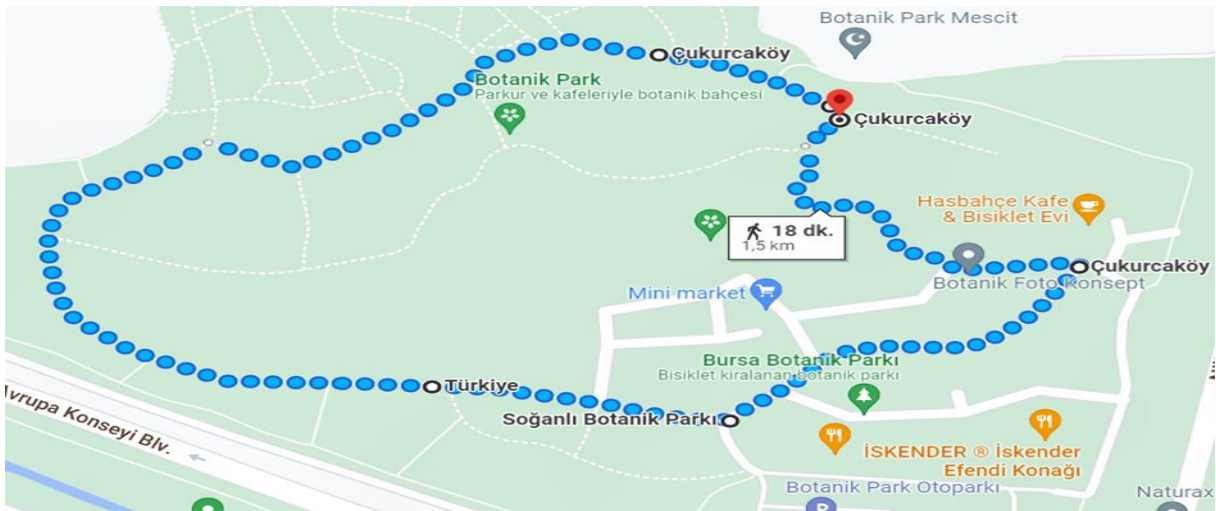 Botanik Park Mescit
Çukurcaköy
Botanik Park
Parkur ve kafeleriyle botanik bahçesi
Çukurcaköy
Hasbahçe Kafe
& Bisiklet Evi
18 dk.
1,5 km
Çukurcaköy
Botanik Foto Konsept
Mini market
Bursa Botanik Parkı
Bisiklet kiralanan botanik parkı
Türkiye
Soğanlı Botanik Parkı
Avrupa Konseyi Blv.
İSKENDER ® İskender
Efendi Konağı
Botanik Park Otoparkı
Naturax